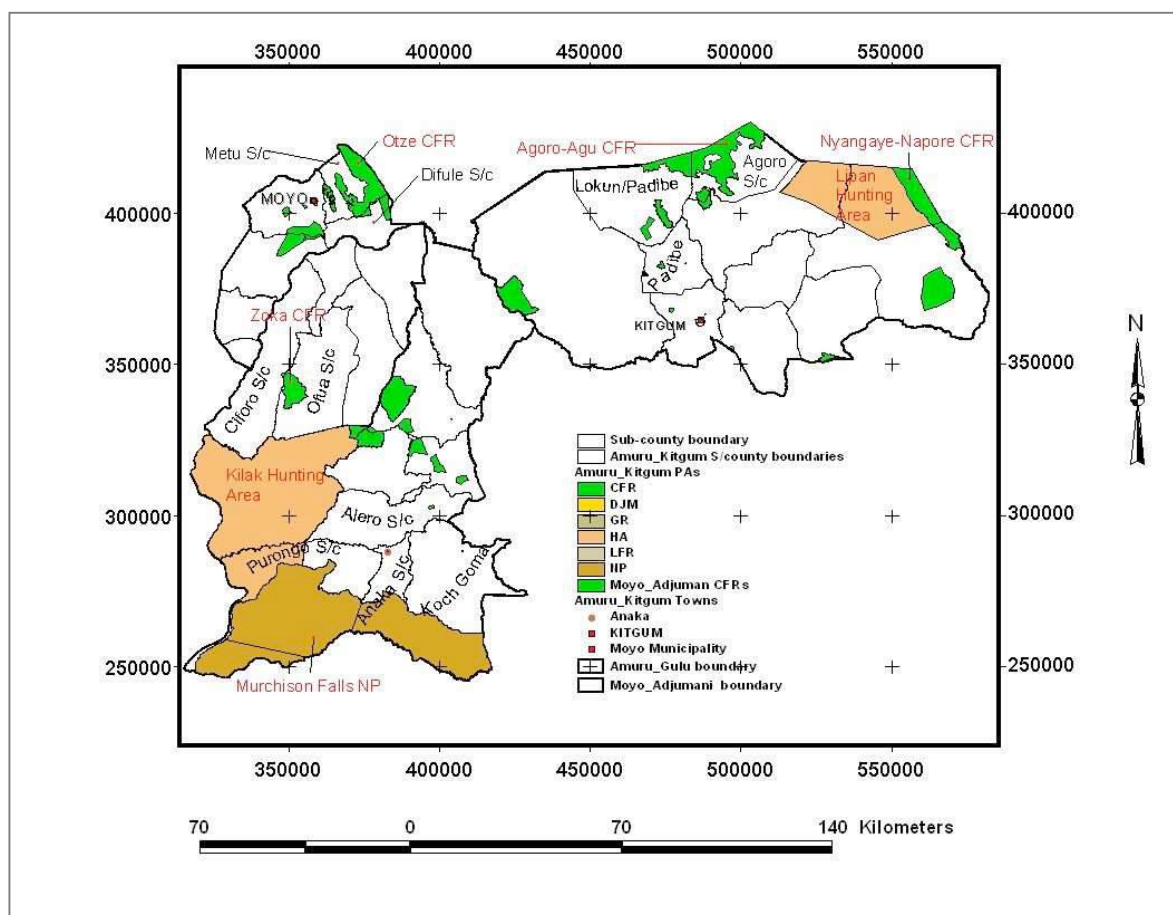 350000 400000 450000 500000 550000
Otze CFR
Agoro-Agu CFR
Nyangaye-Napore CFR
Metu S/c
Difule S/c
Agoro
S/c
Lokun/Padibe
Lipan
Hunting
Area
MOYO
400000
400000
Padibe
Zoka CFR
KITGUM
350000
350000
Ciforo S/c
Ofua S/c
Kilak Hunting
Area
Sub-county boundary
Amuru_Kitgum S/county boundaries
Amuru_Kitgum PAs
CFR
DJM
GR
HA
LFR
NP
Moyo_Adjuman CFRs
Amuru_Kitgum Towns
Anaka
KITGUM
Moyo Municipality
Amuru_Gulu boundary
Moyo_Adjumani boundary
300000
300000
Alero S/c
Purongo S/c
Anaka S/c
Koch Goma
250000
250000
Murchison Falls NP
350000 400000 450000 500000 550000
N
70 0 70 140 Kilometers